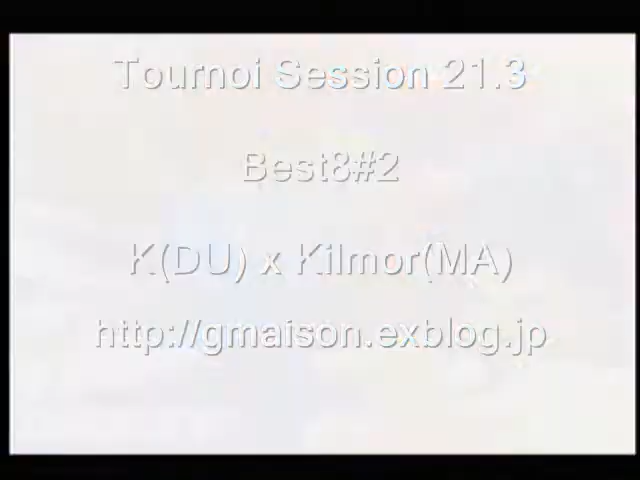 Tournoi Session 21.3
Best8#2
K(DU) x Kilmor(MA)
http://gmaison.exblog.jp